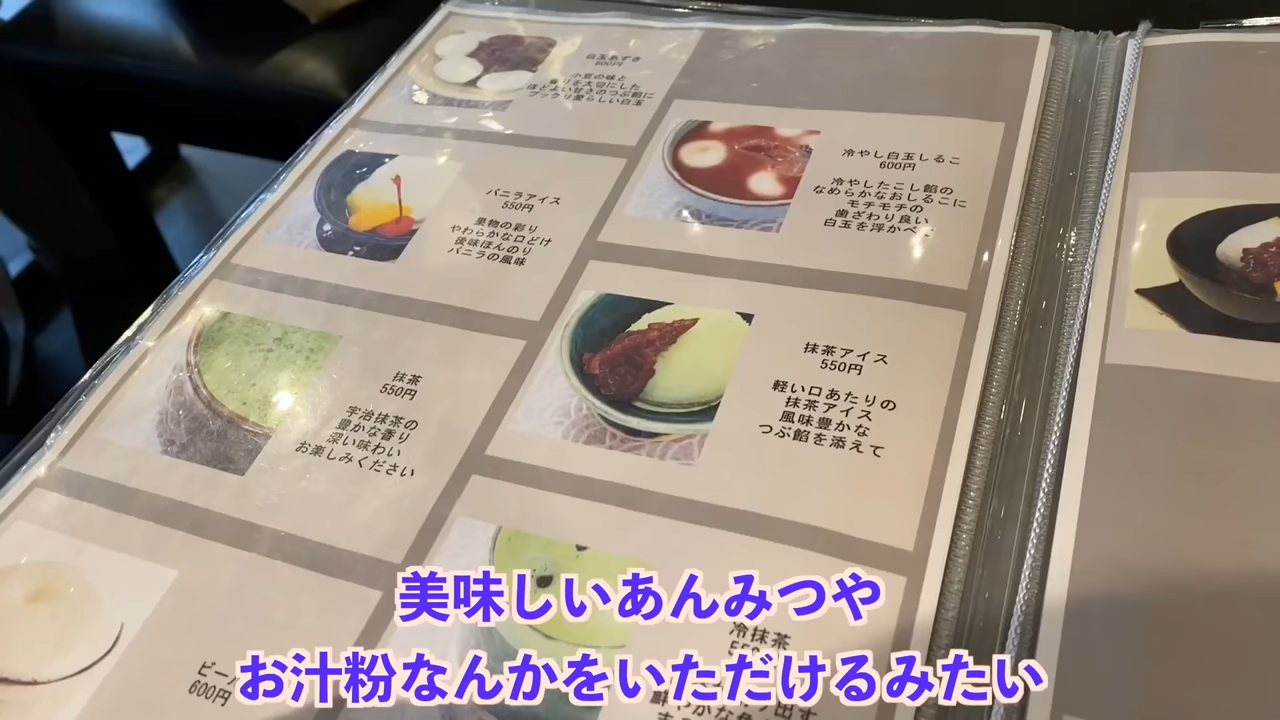 白玉あずき
600円
小豆の味と
香りを大切にした
ほどよい甘さのつぶ餡に
プックリ愛らしい白玉
冷やし白玉しるこ
600円
冷やしたこし餡の
なめらかなおしるこに
モチモチの
歯ざわり良い
白玉を浮かべ
バニラアイス
550円
果物の彩り
やわらかな口どけ
後味ほんのり
バニラの風味
抹茶アイス
550円
軽い口あたりの
抹茶アイス
風味豊かな
つぶ餡を添えて
抹茶
550円
宇治抹茶の
豊かな香り
深い味わい
お楽しみください
冷抹茶
600円
美味しいあんみつや
お汁粉なんかをいただけるみたい